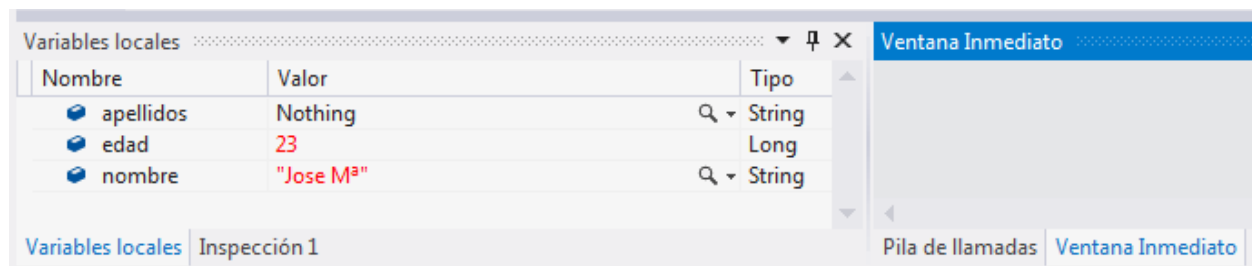 Variables locales
Ventana Inmediato
Nombre Valor Tipo
apellidos Nothing String
edad 23 Long
nombre "Jose Mª" String
Variables locales Inspección 1
Pila de llamadas Ventana Inmediato